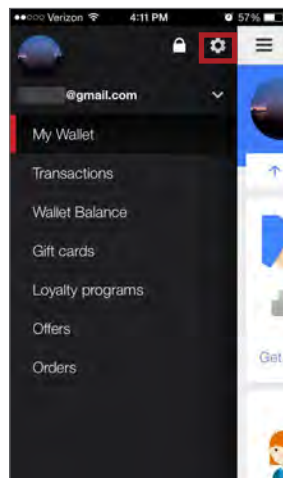 Verizon 4:11 PM 57%
@gmail.com
My Wallet
Transactions
Wallet Balance
Gift cards
Loyalty programs
Offers
Orders
Get